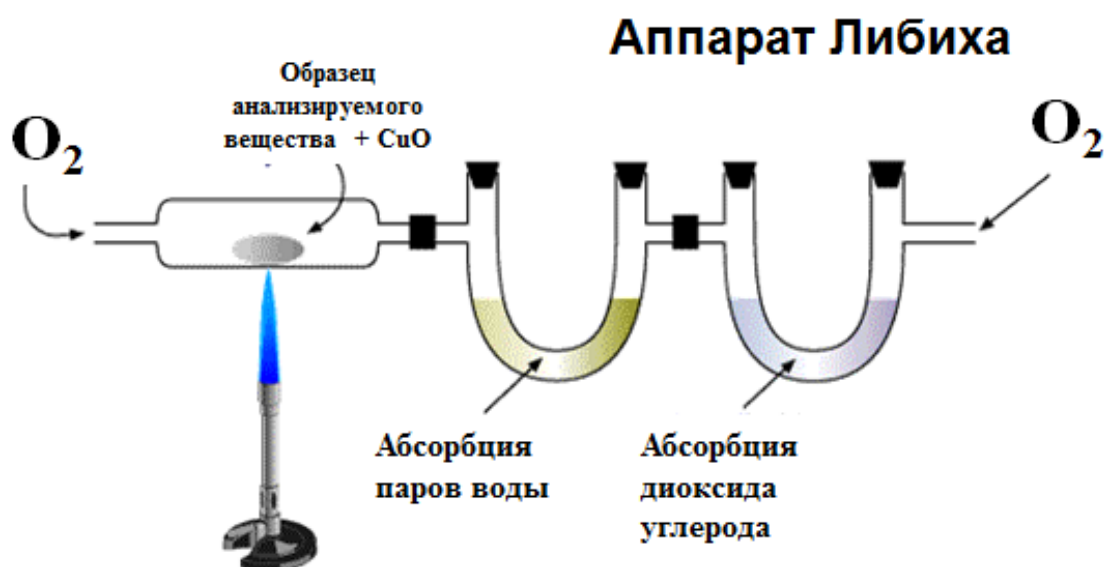 Аппарат Либиха
Образец
анализируемого
вещества + CuO
O₂
O₂
Абсорбция
паров воды
Абсорбция
диоксида
углерода